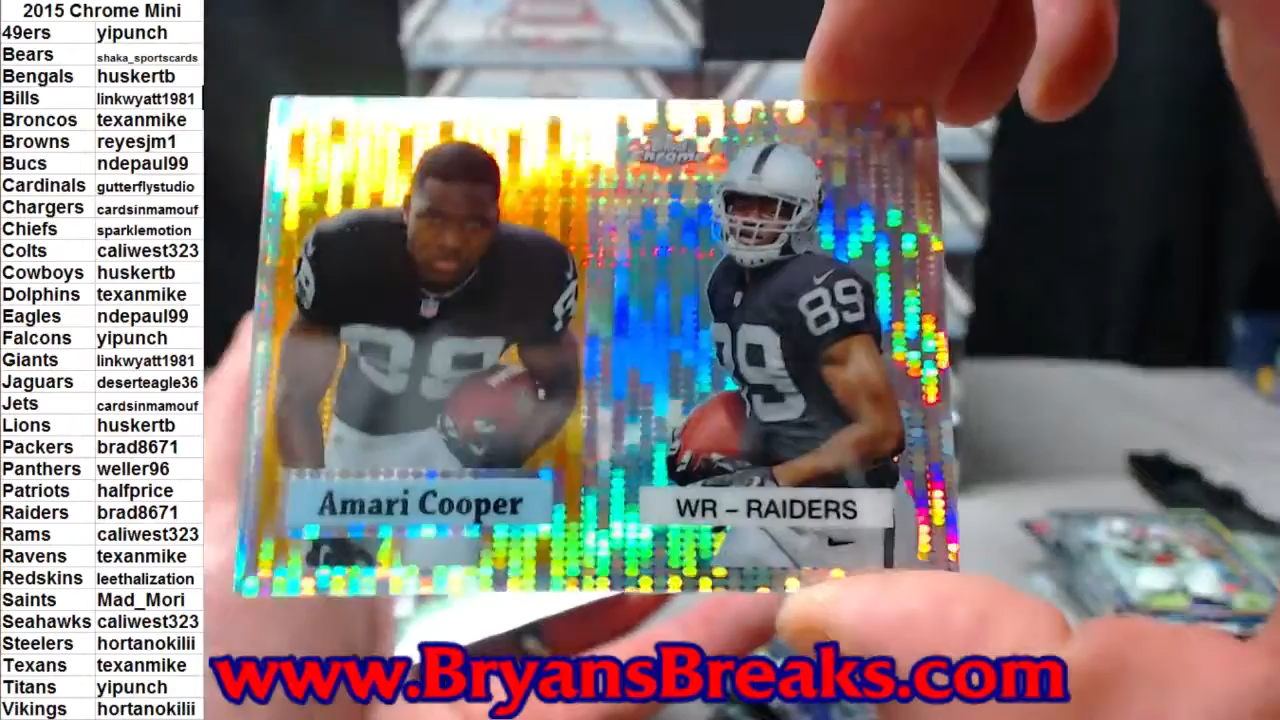 2015 Chrome Mini
49ers yipunch
Bears shaka_sportscards
Bengals huskertb
Bills linkwyatt1981
Broncos texanmike
Browns reyesjm1
Bucs ndepaul99
Cardinals gutterflystudio
Chargers cardsinmamouf
Chiefs sparklemotion
Colts caliwest323
Cowboys huskertb
Dolphins texanmike
Eagles ndepaul99
Falcons yipunch
Giants linkwyatt1981
Jaguars deserteagle36
Jets cardsinmamouf
Lions huskertb
Packers brad8671
Panthers weller96
Patriots halfprice
Raiders brad8671
Rams caliwest323
Ravens texanmike
Redskins leethalization
Saints Mad_Mori
Seahawks caliwest323
Steelers hortanokilii
Texans texanmike
Titans yipunch
Vikings hortanokilii
Chrome
89
89
89
89
Amari Cooper
WR – RAIDERS
www.BryansBreaks.com